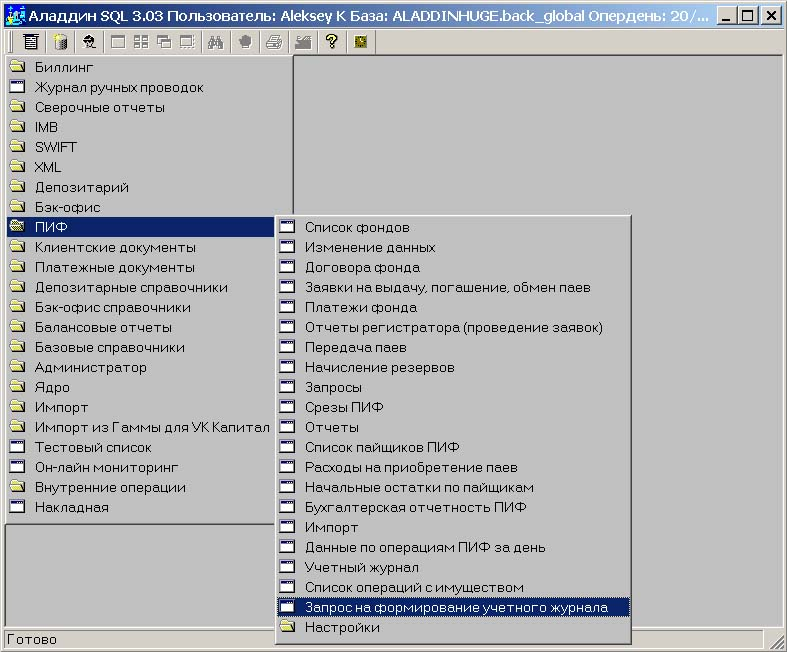 Аладдин SQL 3.03 Пользователь: Aleksey K База: ALADDINHUGE.back_global Опердень: 20/...
Биллинг
Журнал ручных проводок
Сверочные отчеты
IMB
SWIFT
XML
Депозитарий
Бэк-офис
ПИФ
Клиентские документы
Платежные документы
Депозитарные справочники
Бэк-офис справочники
Балансовые отчеты
Базовые справочники
Администратор
Ядро
Импорт
Импорт из Гаммы для УК Капитал
Тестовый список
Он-лайн мониторинг
Внутренние операции
Накладная
Список фондов
Изменение данных
Договора фонда
Заявки на выдачу, погашение, обмен паев
Платежи фонда
Отчеты регистратора (проведение заявок)
Передача паев
Начисление резервов
Запросы
Срезы ПИФ
Отчеты
Список пайщиков ПИФ
Расходы на приобретение паев
Начальные остатки по пайщикам
Бухгалтерская отчетность ПИФ
Импорт
Данные по операциям ПИФ за день
Учетный журнал
Список операций с имуществом
Запрос на формирование учетного журнала
Настройки
Готово